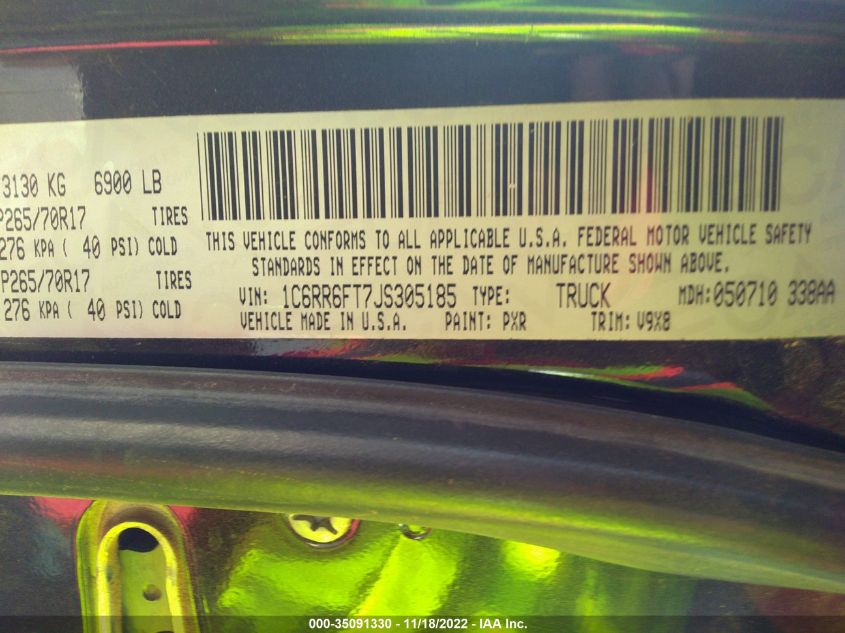 3130 KG 6900 LB
P265/70R17 TIRES
276 KPA ( 40 PSI) COLD
P265/70R17 TIRES
276 KPA ( 40 PSI) COLD
THIS VEHICLE CONFORMS TO ALL APPLICABLE U.S.A. FEDERAL MOTOR VEHICLE SAFETY
STANDARDS IN EFFECT ON THE DATE OF MANUFACTURE SHOWN ABOVE.
VIN: 1C6RR6FT7JS305185 TYPE: TRUCK MDH: 050710 338AA
VEHICLE MADE IN U.S.A. PAINT: PXR TRIM: V9X8
000-35091330 - 11/18/2022 - IAA Inc.